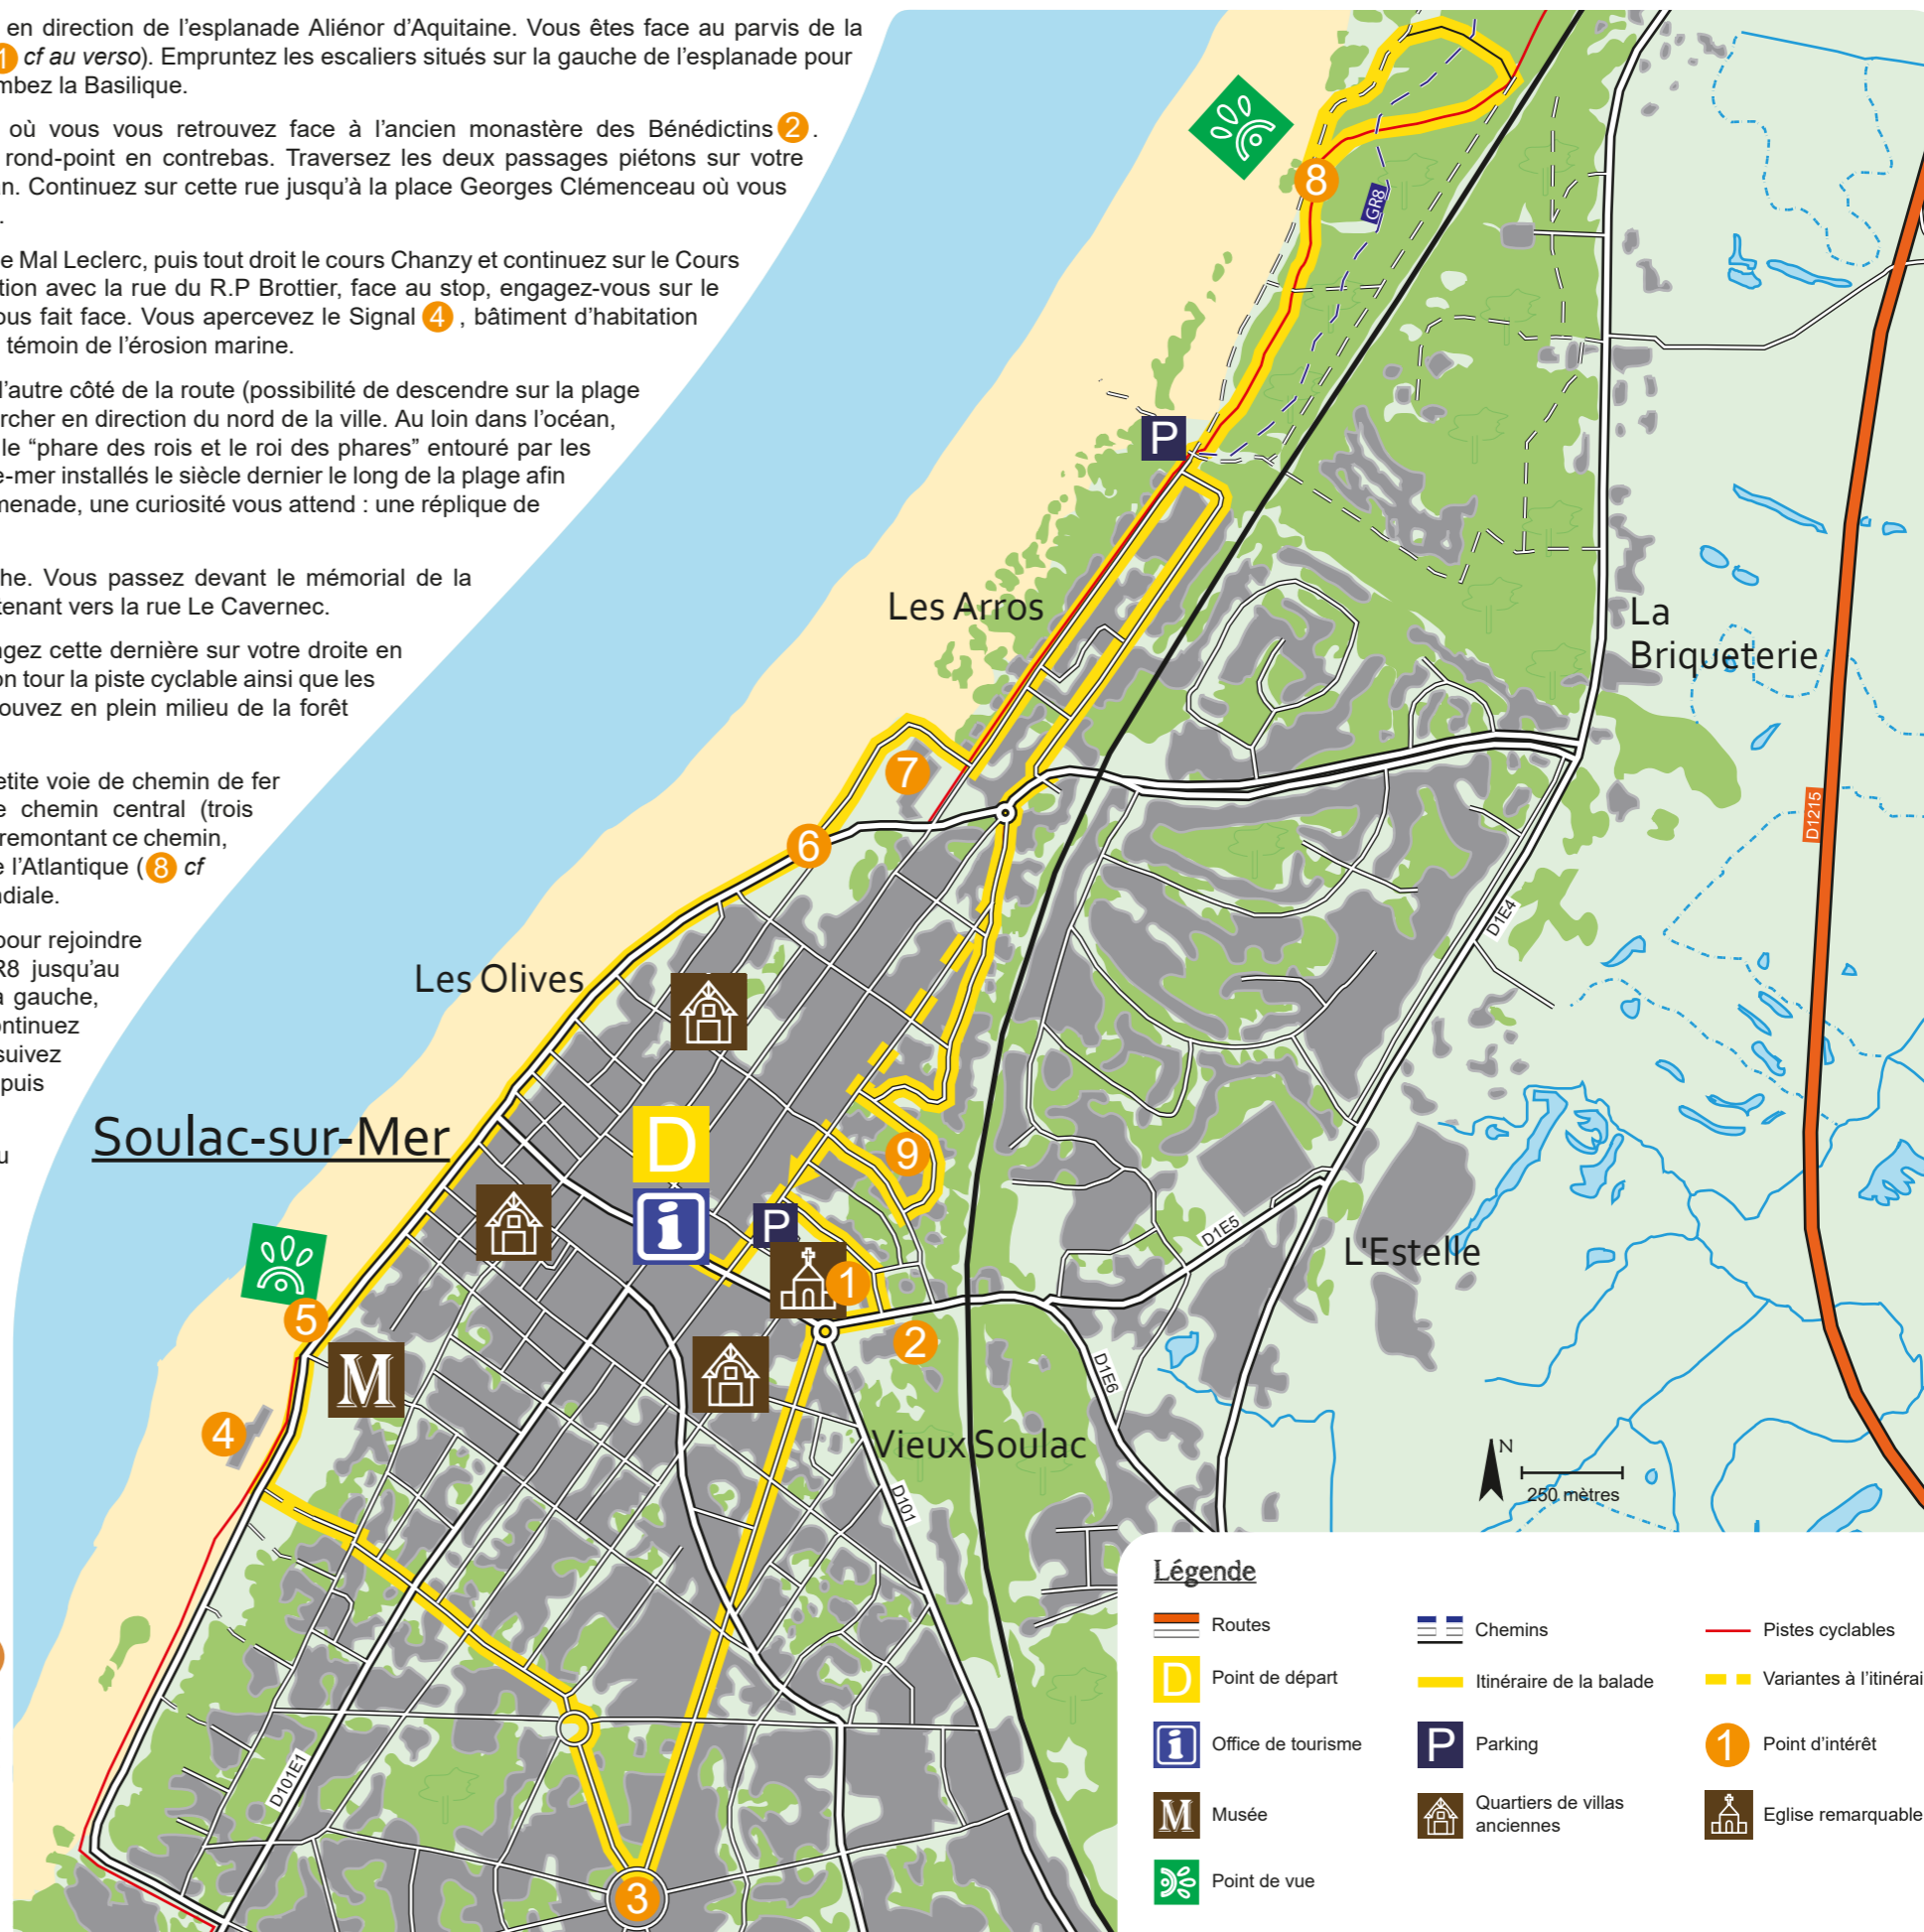 en direction de l'esplanade Aliénor d'Aquitaine. Vous êtes face au parvis de la
1 cf au verso). Empruntez les escaliers situés sur la gauche de l'esplanade pour
mbez la Basilique.
où vous vous retrouvez face à l'ancien monastère des Bénédictins 2 .
rond-point en contrebas. Traversez les deux passages piétons sur votre
n. Continuez sur cette rue jusqu'à la place Georges Clémenceau où vous
.
e Mal Leclerc, puis tout droit le cours Chanzy et continuez sur le Cours
tion avec la rue du R.P Brottier, face au stop, engagez-vous sur le
ous fait face. Vous apercevez le Signal 4 , bâtiment d'habitation
témoin de l'érosion marine.
l'autre côté de la route (possibilité de descendre sur la plage
rcher en direction du nord de la ville. Au loin dans l'océan,
le “phare des rois et le roi des phares” entouré par les
e-mer installés le siècle dernier le long de la plage afin
menade, une curiosité vous attend : une réplique de
he. Vous passez devant le mémorial de la
tenant vers la rue Le Cavernec.
ngez cette dernière sur votre droite en
on tour la piste cyclable ainsi que les
ouvez en plein milieu de la forêt
etite voie de chemin de fer
e chemin central (trois
remontant ce chemin,
e l'Atlantique ( 8 cf
ndiale.
pour rejoindre
R8 jusqu'au
a gauche,
ontinuez
suivez
puis
u
8
GR8
P
Les Arros
La
Briqueterie
7
6
D1215
D1E4
Les Olives
Soulac-sur-Mer
D
9
i
P
1
D1E5
L'Estelle
5
2
M
D1E6
4
Vieux Soulac
D101
N
250 mètres
D101E1
3
Légende
Routes
Chemins
Pistes cyclables
D Point de départ
Itinéraire de la balade
Variantes à l'itinérai
i Office de tourisme
P Parking
1 Point d'intérêt
M Musée
Quartiers de villas
anciennes
Eglise remarquable
Point de vue